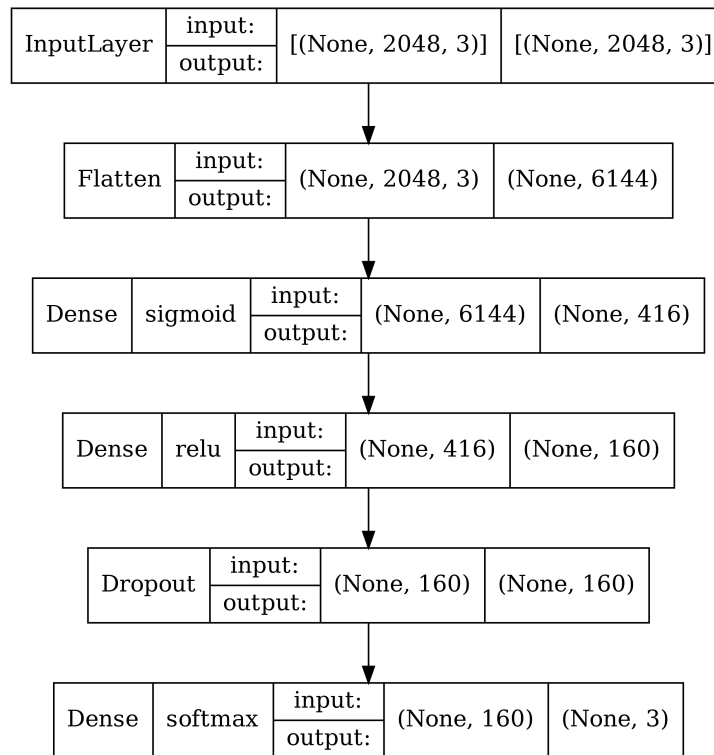 InputLayer input: output: [(None, 2048, 3)] [(None, 2048, 3)]
Flatten input: output: (None, 2048, 3) (None, 6144)
Dense sigmoid input: output: (None, 6144) (None, 416)
Dense relu input: output: (None, 416) (None, 160)
Dropout input: output: (None, 160) (None, 160)
Dense softmax input: output: (None, 160) (None, 3)